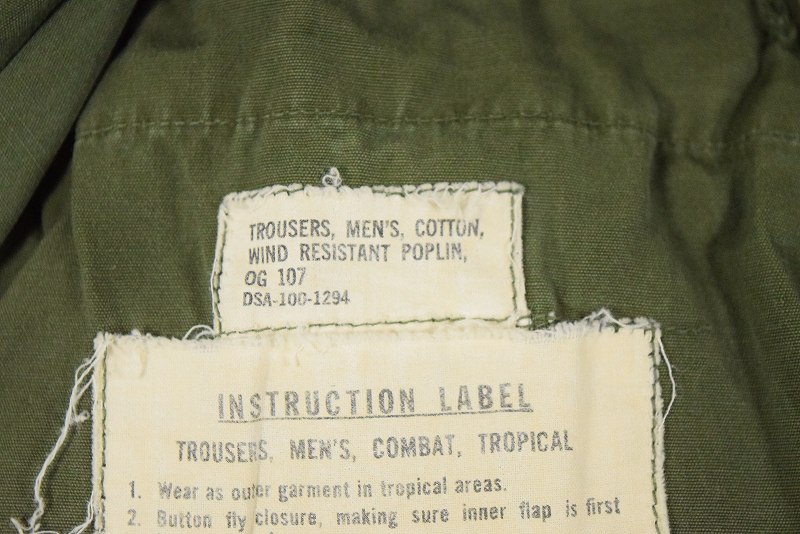 TROUSERS, MEN'S, COTTON,
WIND RESISTANT POPLIN,
OG 107
DSA-100-1294
INSTRUCTION LABEL
TROUSERS, MEN'S, COMBAT, TROPICAL
1. Wear as outer garment in tropical areas.
2. Button fly closure, making sure inner flap is first